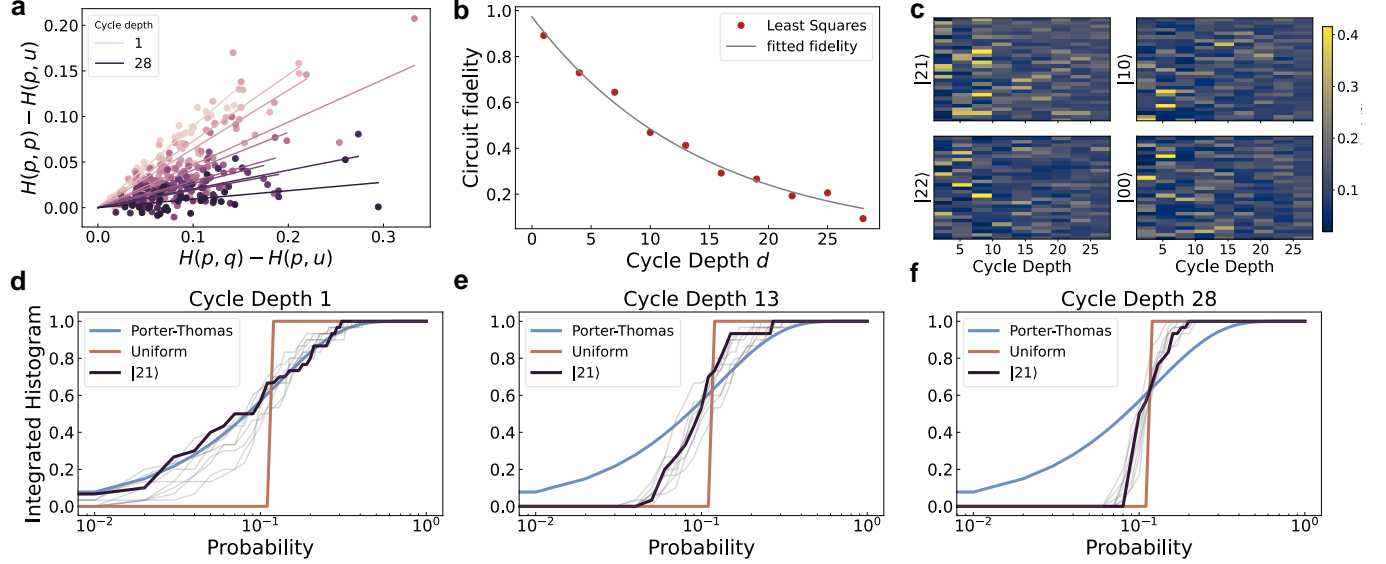 a
Cycle depth
1
28
H(p, p) − H(p, u)
0.20
0.15
0.10
0.05
0.00
0.0
0.1
0.2
0.3
H(p, q) − H(p, u)
b
Least Squares
fitted fidelity
Circuit fidelity
1.0
0.8
0.6
0.4
0.2
0
5
10
15
20
25
Cycle Depth d
c
|21⟩
|10⟩
|22⟩
|00⟩
5
10
15
20
25
Cycle Depth
5
10
15
20
25
Cycle Depth
0.4
0.3
0.2
0.1
d
Cycle Depth 1
Porter-Thomas
Uniform
|21⟩
Integrated Histogram
1.0
0.8
0.6
0.4
0.2
0.0
10⁻²
10⁻¹
10⁰
Probability
e
Cycle Depth 13
Porter-Thomas
Uniform
|21⟩
1.0
0.8
0.6
0.4
0.2
0.0
10⁻²
10⁻¹
10⁰
Probability
f
Cycle Depth 28
Porter-Thomas
Uniform
|21⟩
1.0
0.8
0.6
0.4
0.2
0.0
10⁻²
10⁻¹
10⁰
Probability